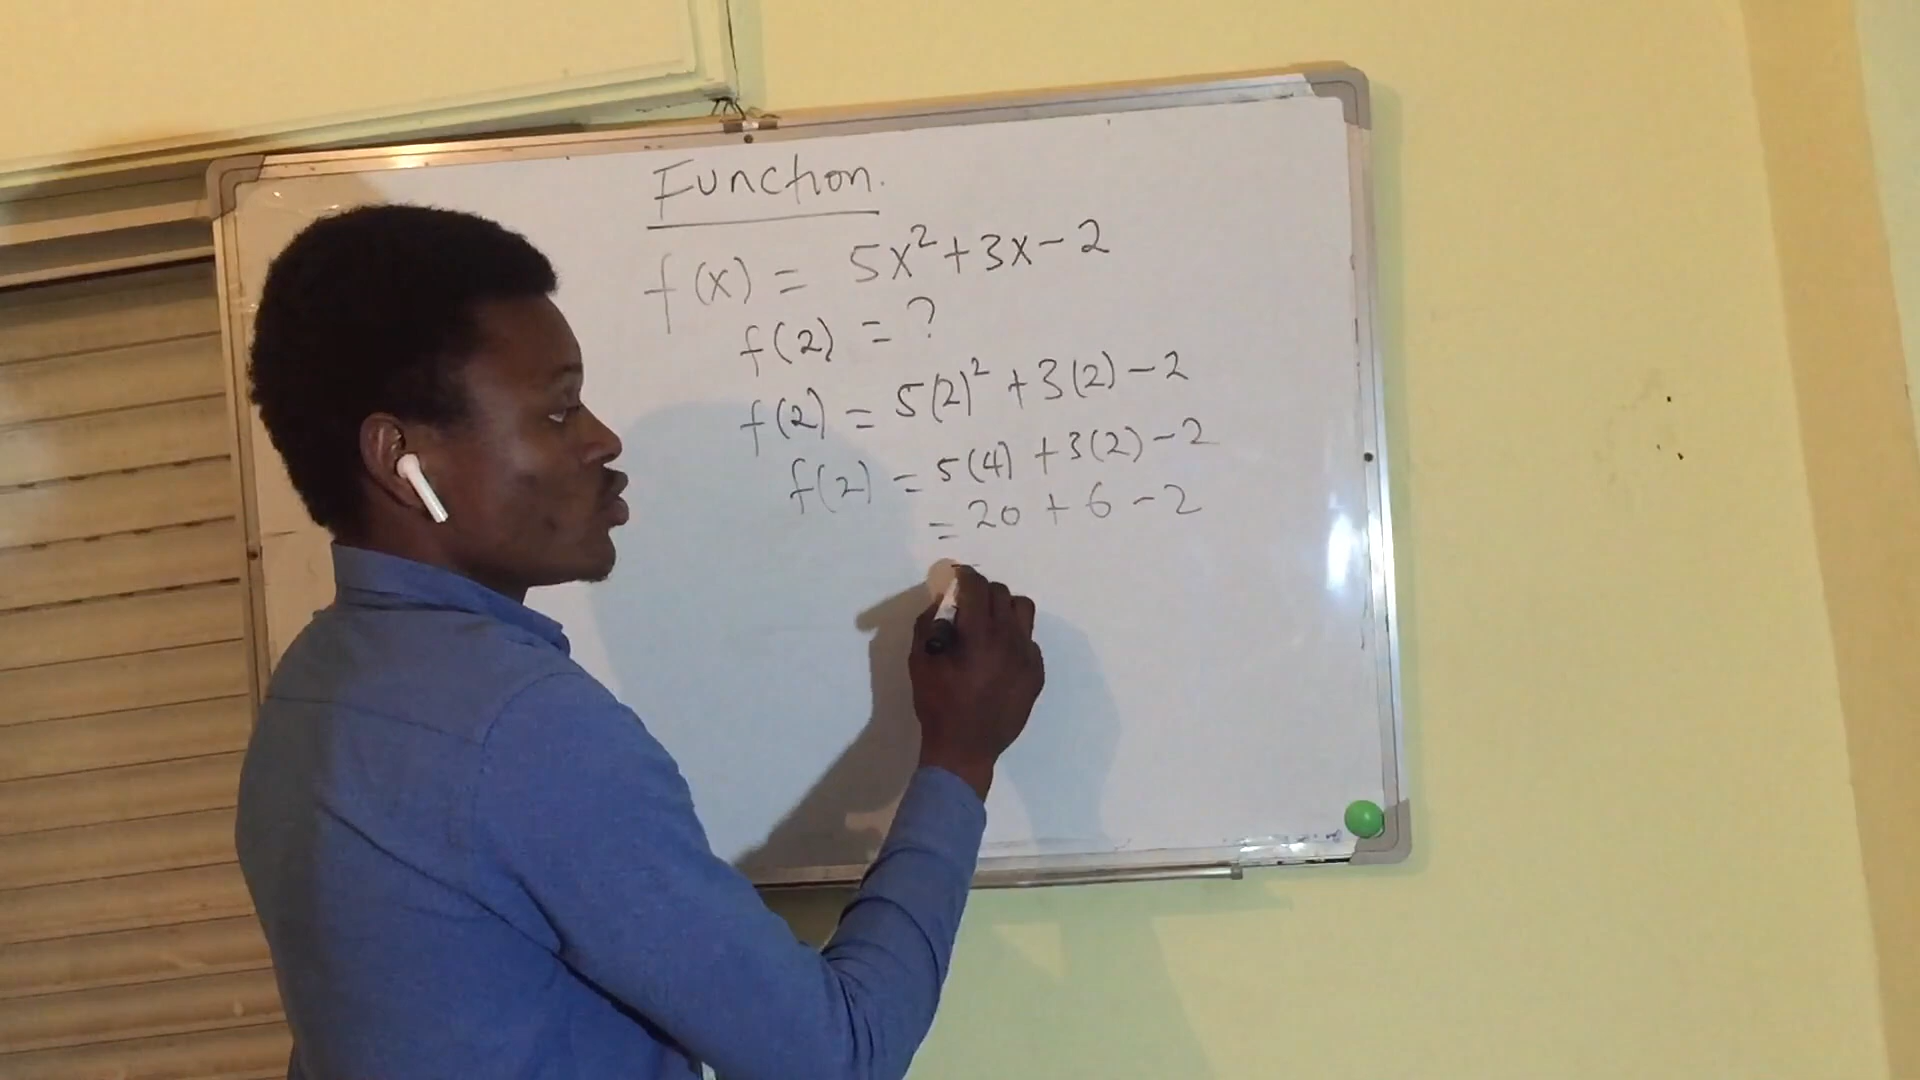 Function.
f(x) = 5x² + 3x - 2
f(2) = ?
f(2) = 5(2)² + 3(2) - 2
f(2) = 5(4) + 3(2) - 2
= 20 + 6 - 2
=